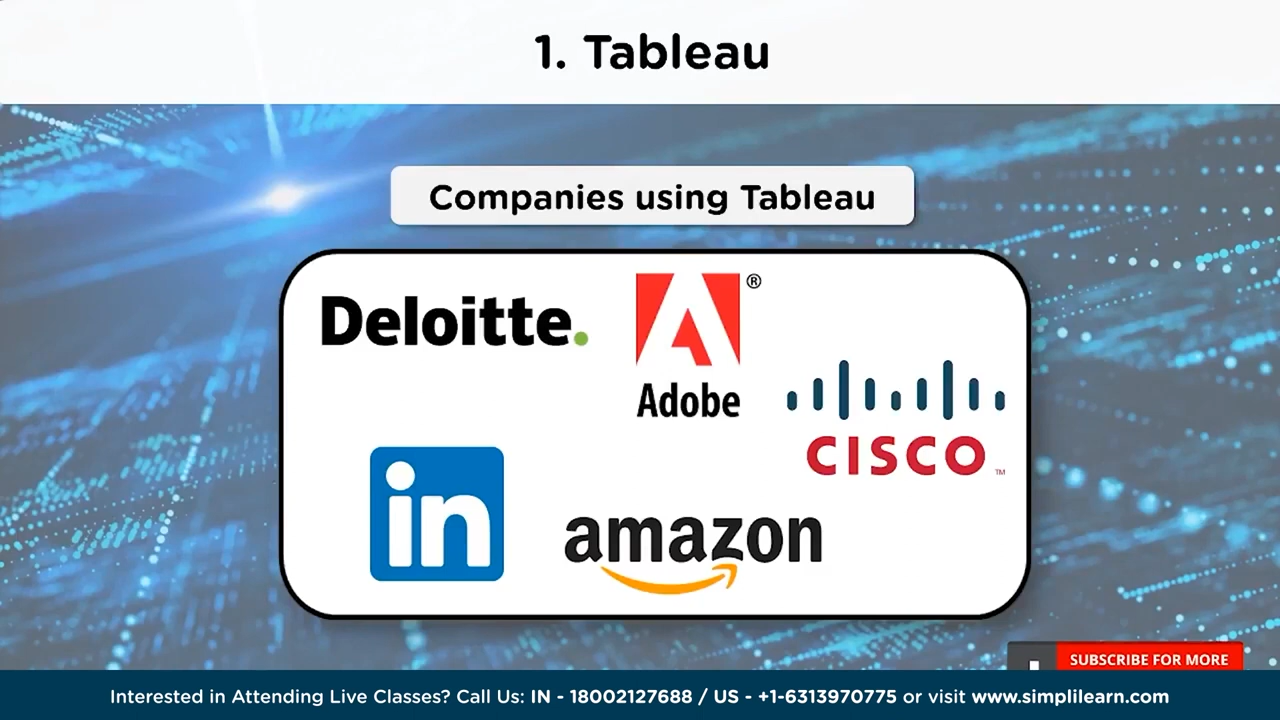 1. Tableau
Companies using Tableau
Deloitte.
Adobe
®
CISCO
TM
in
amazon
SUBSCRIBE FOR MORE
Interested in Attending Live Classes? Call Us: IN - 18002127688 / US - +1-6313970775 or visit www.simplilearn.com